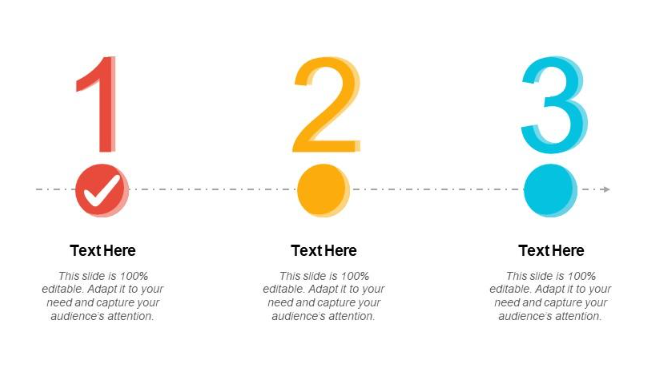 1
2
3
Text Here
This slide is 100%
editable. Adapt it to your
need and capture your
audience's attention.
Text Here
This slide is 100%
editable. Adapt it to your
need and capture your
audience's attention.
Text Here
This slide is 100%
editable. Adapt it to your
need and capture your
audience's attention.